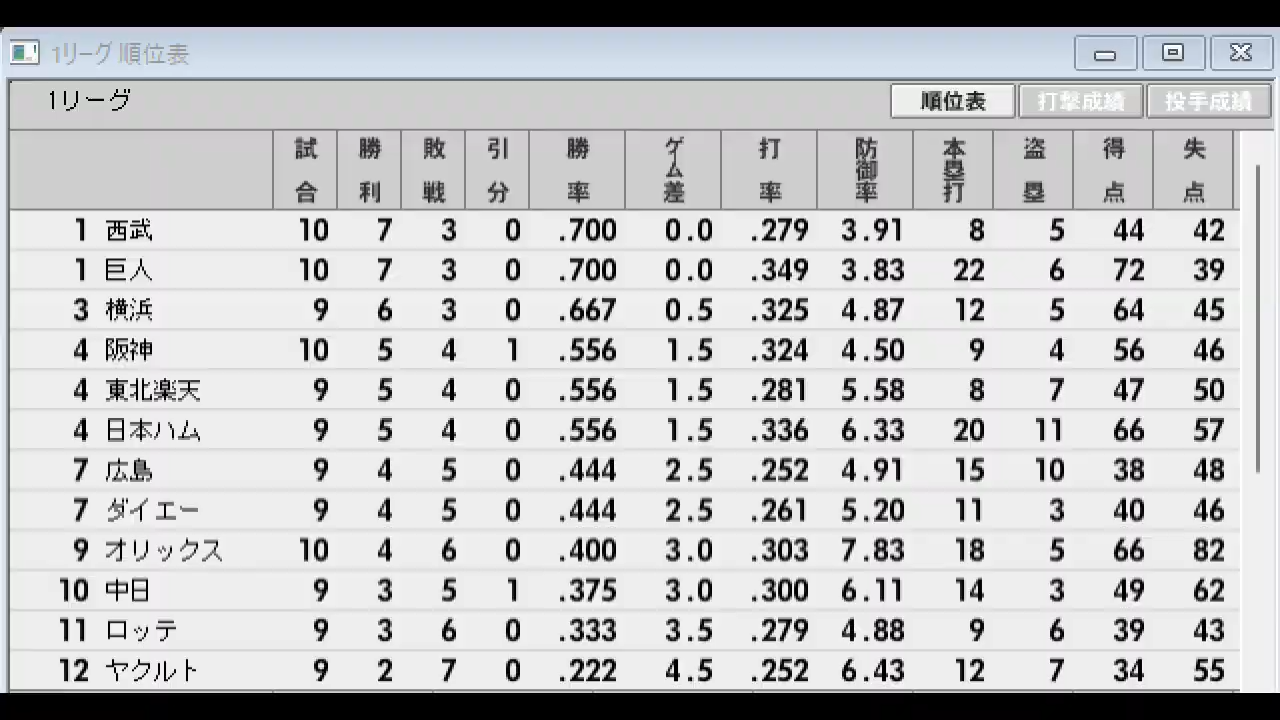 1リーグ 順位表
1リーグ 順位表 打撃成績 投手成績
試合 勝利 敗戦 引分 勝率 ゲーム差 打率 防御率 本塁打 盗塁 得点 失点
1 西武 10 7 3 0 .700 0.0 .279 3.91 8 5 44 42
1 巨人 10 7 3 0 .700 0.0 .349 3.83 22 6 72 39
3 横浜 9 6 3 0 .667 0.5 .325 4.87 12 5 64 45
4 阪神 10 5 4 1 .556 1.5 .324 4.50 9 4 56 46
4 東北楽天 9 5 4 0 .556 1.5 .281 5.58 8 7 47 50
4 日本ハム 9 5 4 0 .556 1.5 .336 6.33 20 11 66 57
7 広島 9 4 5 0 .444 2.5 .252 4.91 15 10 38 48
7 ダイエー 9 4 5 0 .444 2.5 .261 5.20 11 3 40 46
9 オリックス 10 4 6 0 .400 3.0 .303 7.83 18 5 66 82
10 中日 9 3 5 1 .375 3.0 .300 6.11 14 3 49 62
11 ロッテ 9 3 6 0 .333 3.5 .279 4.88 9 6 39 43
12 ヤクルト 9 2 7 0 .222 4.5 .252 6.43 12 7 34 55